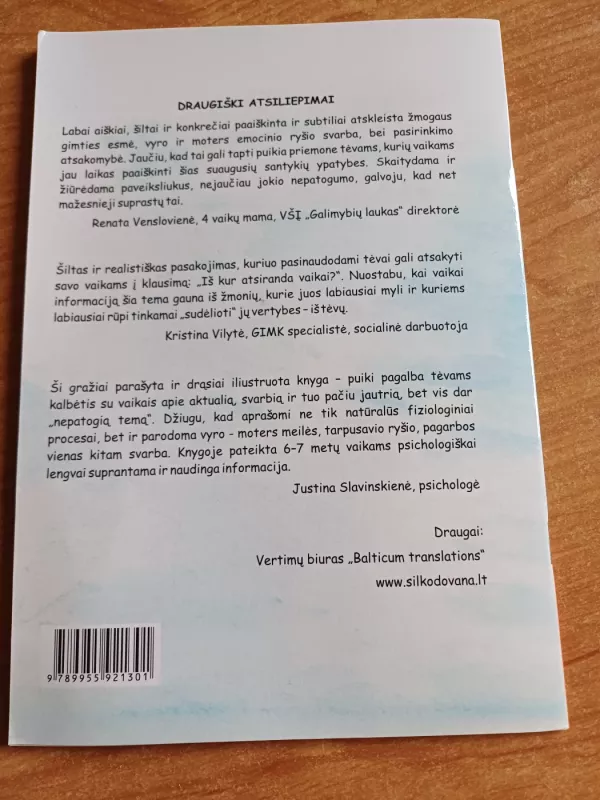 DRAUGIŠKI ATSILIEPIMAI
Labai aiškiai, šiltai ir konkrečiai paaiškinta ir subtiliai atskleista žmogaus
gimties esmė, vyro ir moters emocinio ryšio svarba, bei pasirinkimo
atsakomybė. Jaučiu, kad tai gali tapti puikia priemone tėvams, kurių vaikams
jau laikas paaiškinti šias suaugusių santykių ypatybes. Skaitydama ir
žiūrėdama paveiksliukus, nejaučiau jokio nepatogumo, galvoju, kad net
mažesnieji suprastų tai.
Renata Venslovienė, 4 vaikų mama, VŠĮ „Galimybių laukas“ direktorė
Šiltas ir realistiškas pasakojimas, kuriuo pasinaudodami tėvai gali atsakyti
savo vaikams į klausimą: „Iš kur atsiranda vaikai?“. Nuostabu, kai vaikai
informaciją šia tema gauna iš žmonių, kurie juos labiausiai myli ir kuriems
labiausiai rūpi tinkamai „sudėlioti“ jų vertybes – iš tėvų.
Kristina Vilytė, GIMK specialistė, socialinė darbuotoja
Ši gražiai parašyta ir drąsiai iliustruota knyga – puiki pagalba tėvams
kalbėtis su vaikais apie aktualią, svarbią ir tuo pačiu jautrią, bet vis dar
„nepatogią temą“. Džiugu, kad aprašomi ne tik natūralūs fiziologiniai
procesai, bet ir parodoma vyro - moters meilės, tarpusavio ryšio, pagarbos
vienas kitam svarba. Knygoje pateikta 6–7 metų vaikams psichologiškai
lengvai suprantama ir naudinga informacija.
Justina Slavinskienė, psichologė
Draugai:
Vertimų biuras „Balticum translations“
www.silkodovana.lt
9 789955 921301